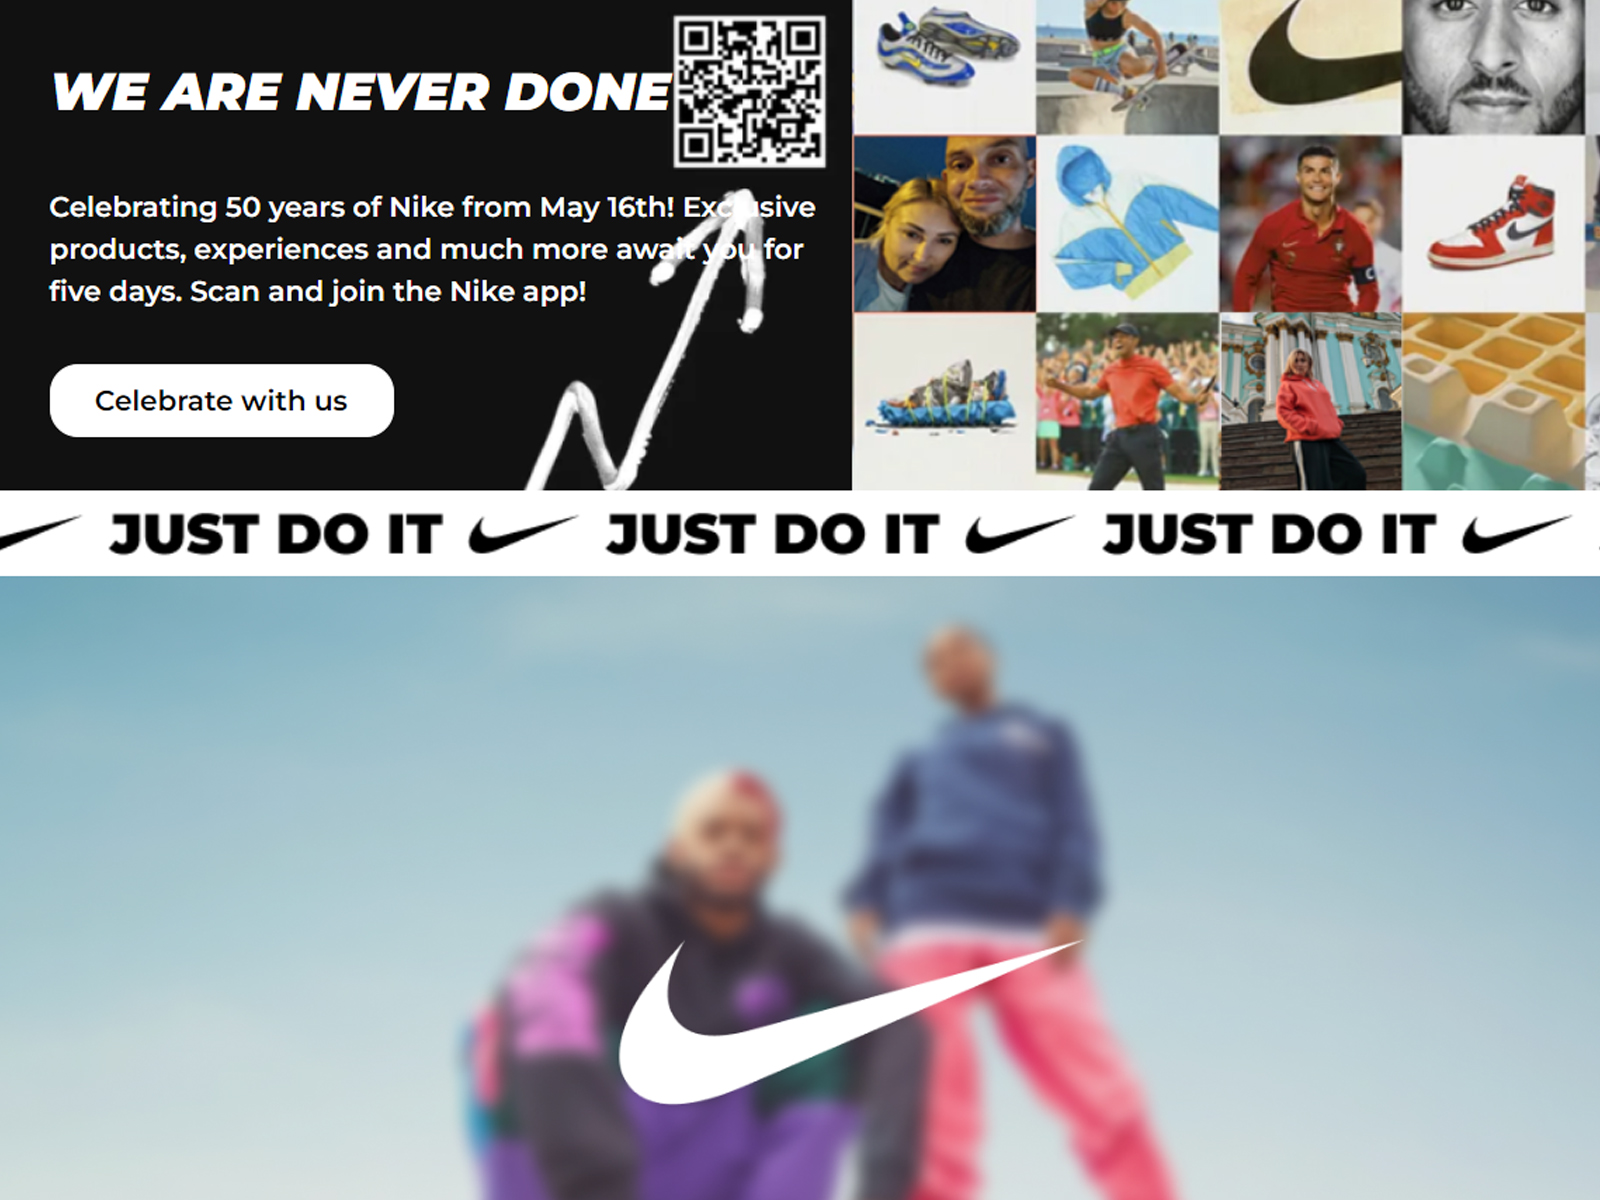 WE ARE NEVER DONE
Celebrating 50 years of Nike from May 16th! Exclusive
products, experiences and much more await you for
five days. Scan and join the Nike app!
Celebrate with us
JUST DO IT JUST DO IT JUST DO IT